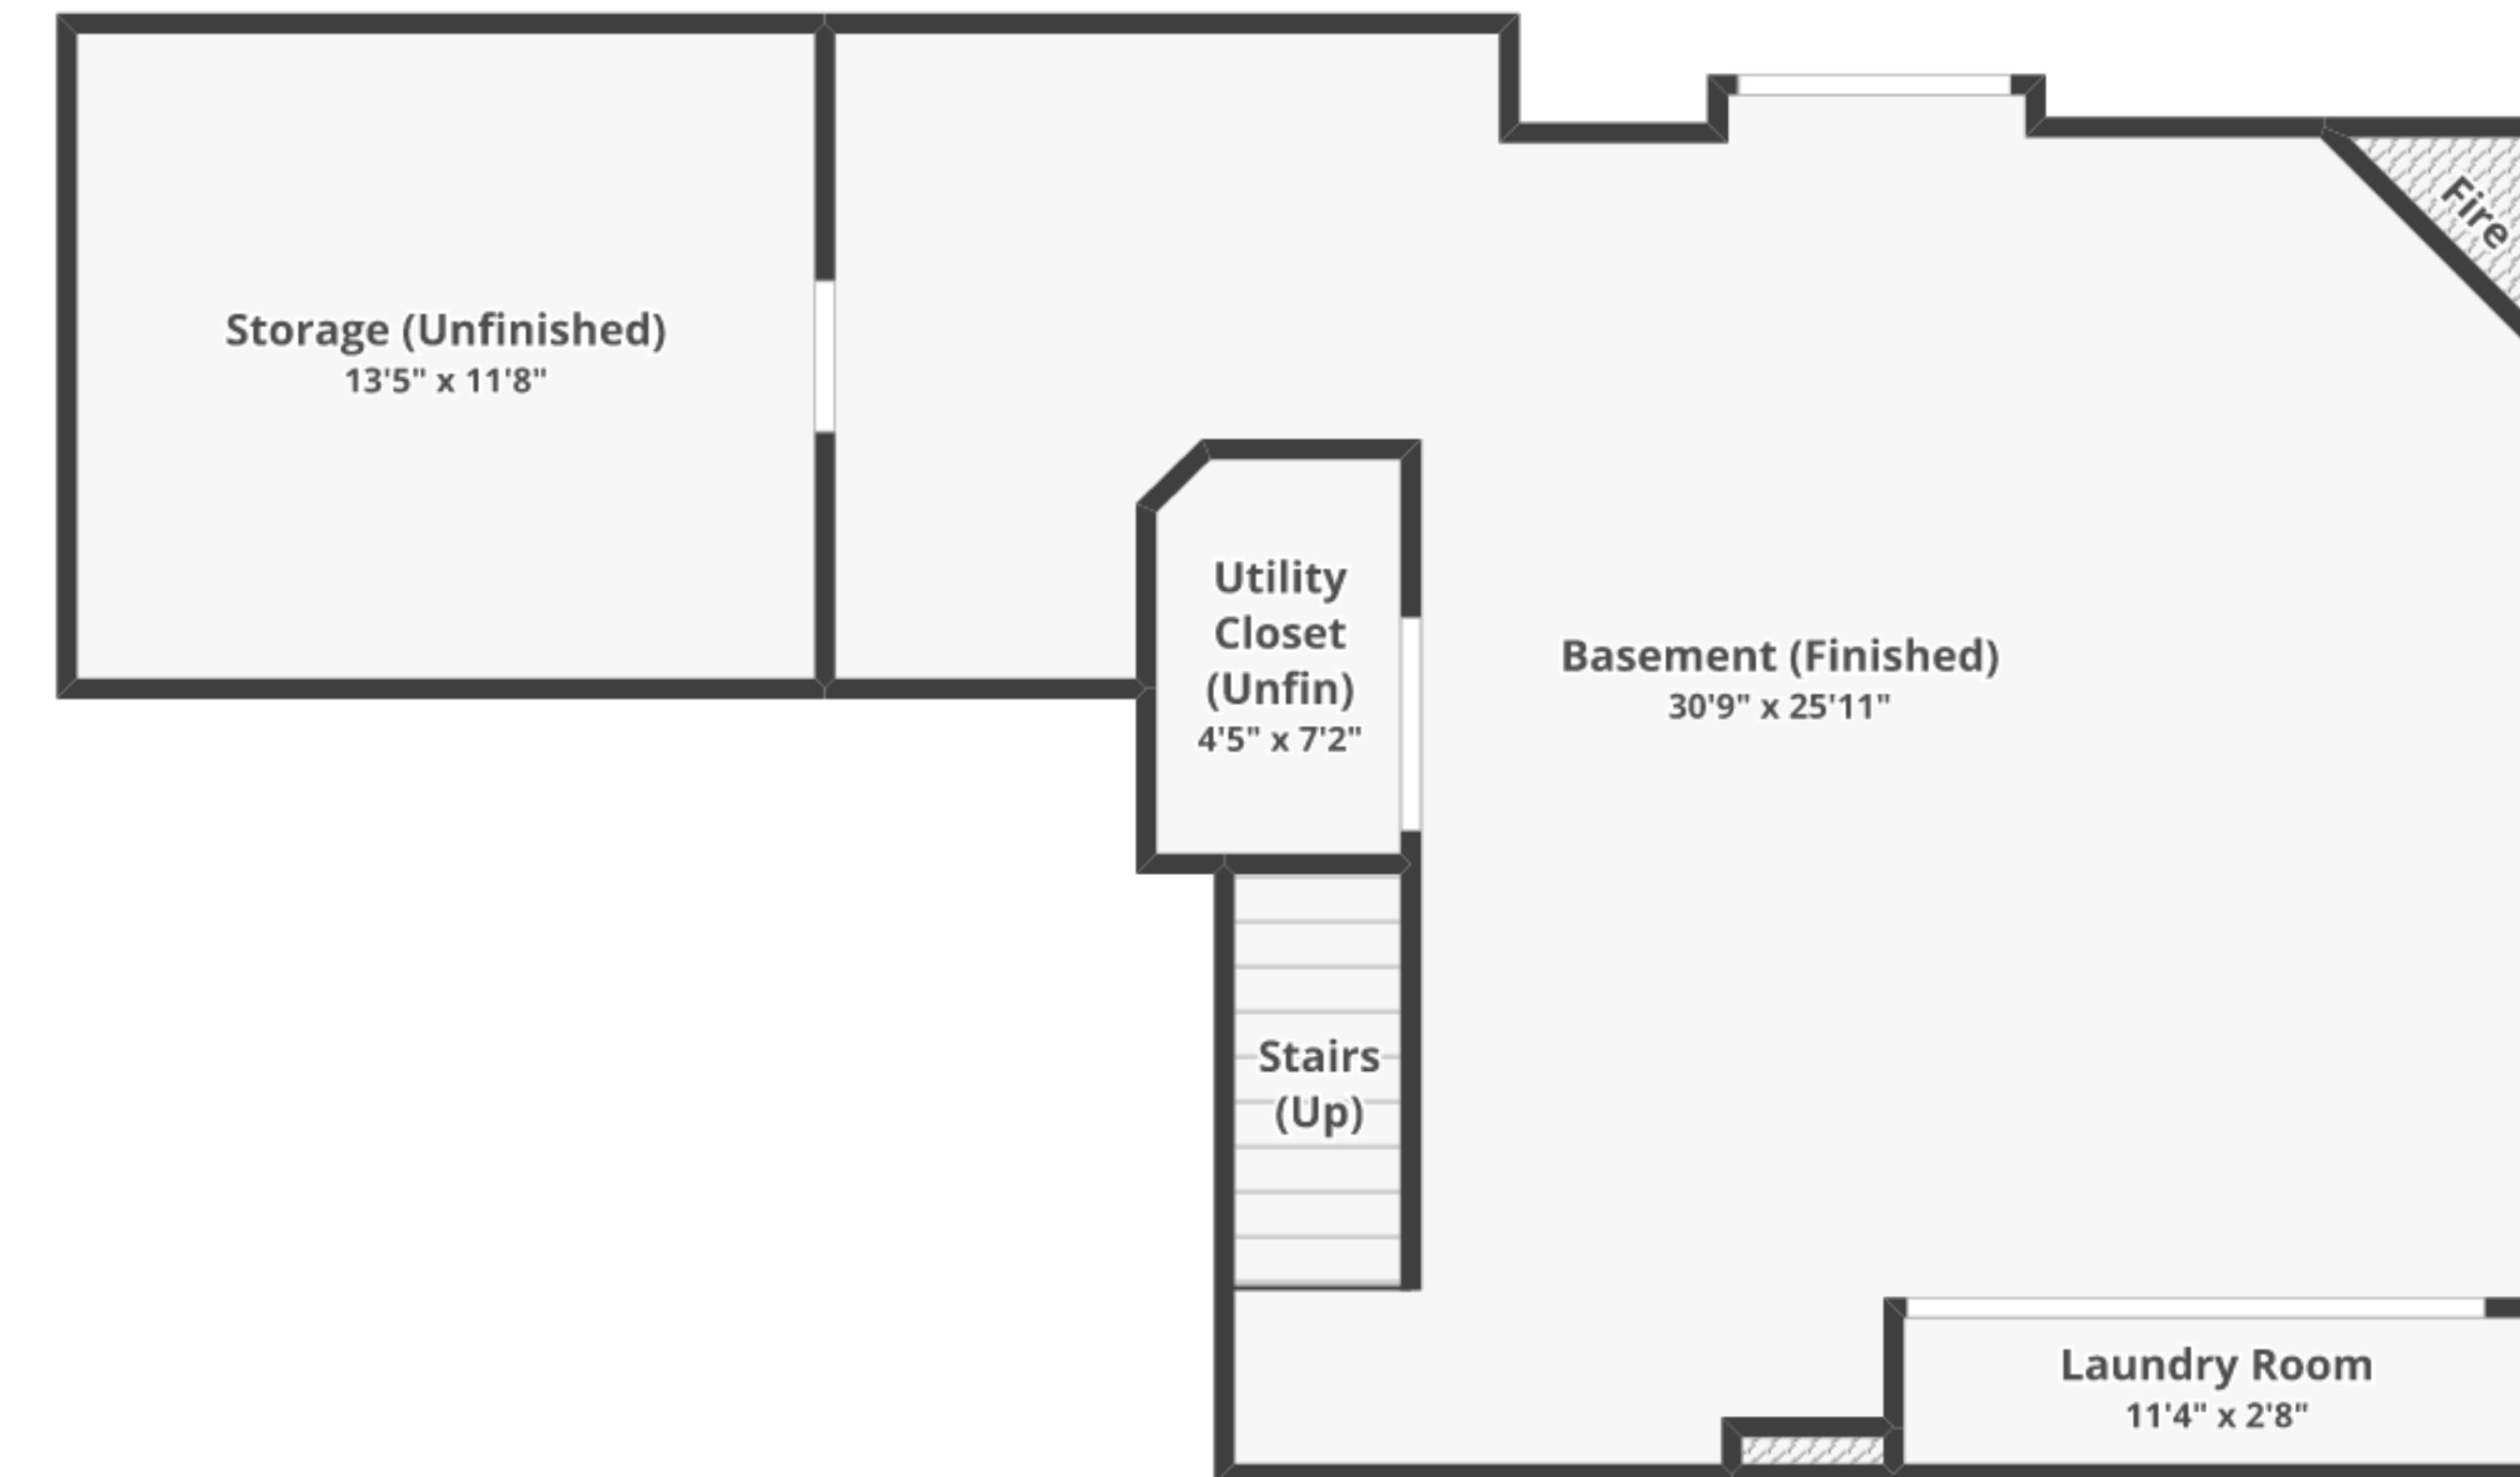 Fire
Storage (Unfinished)
13'5" x 11'8"
Utility
Closet
(Unfin)
4'5" x 7'2"
Basement (Finished)
30'9" x 25'11"
Stairs
(Up)
Laundry Room
11'4" x 2'8"